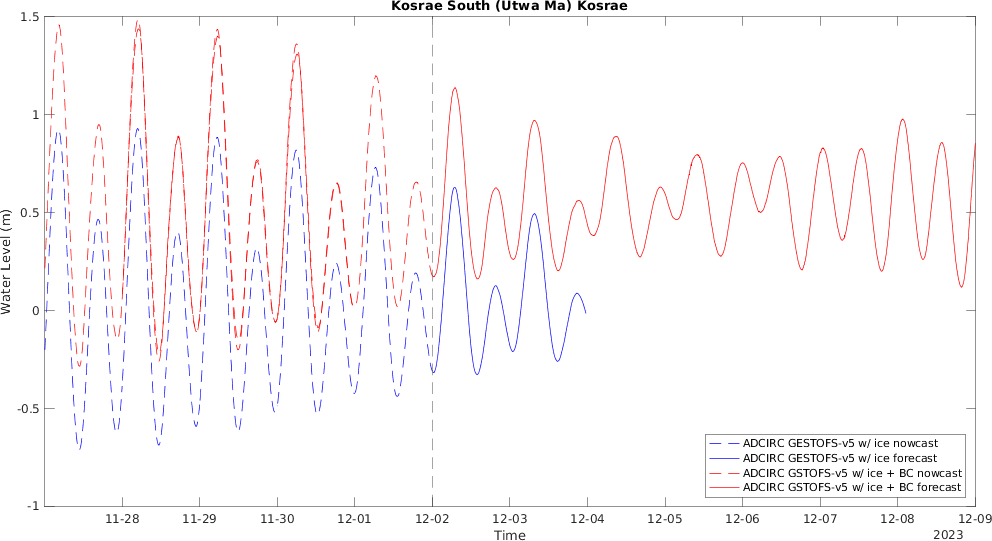 Kosrae South (Utwa Ma) Kosrae
1.5
1
0.5
0
-0.5
-1
Water Level (m)
11-28 11-29 11-30 12-01 12-02 12-03 12-04 12-05 12-06 12-07 12-08 12-09
Time
2023
ADCIRC GESTOFS-v5 w/ ice nowcast
ADCIRC GESTOFS-v5 w/ ice forecast
ADCIRC GSTOFS-v5 w/ ice + BC nowcast
ADCIRC GSTOFS-v5 w/ ice + BC forecast